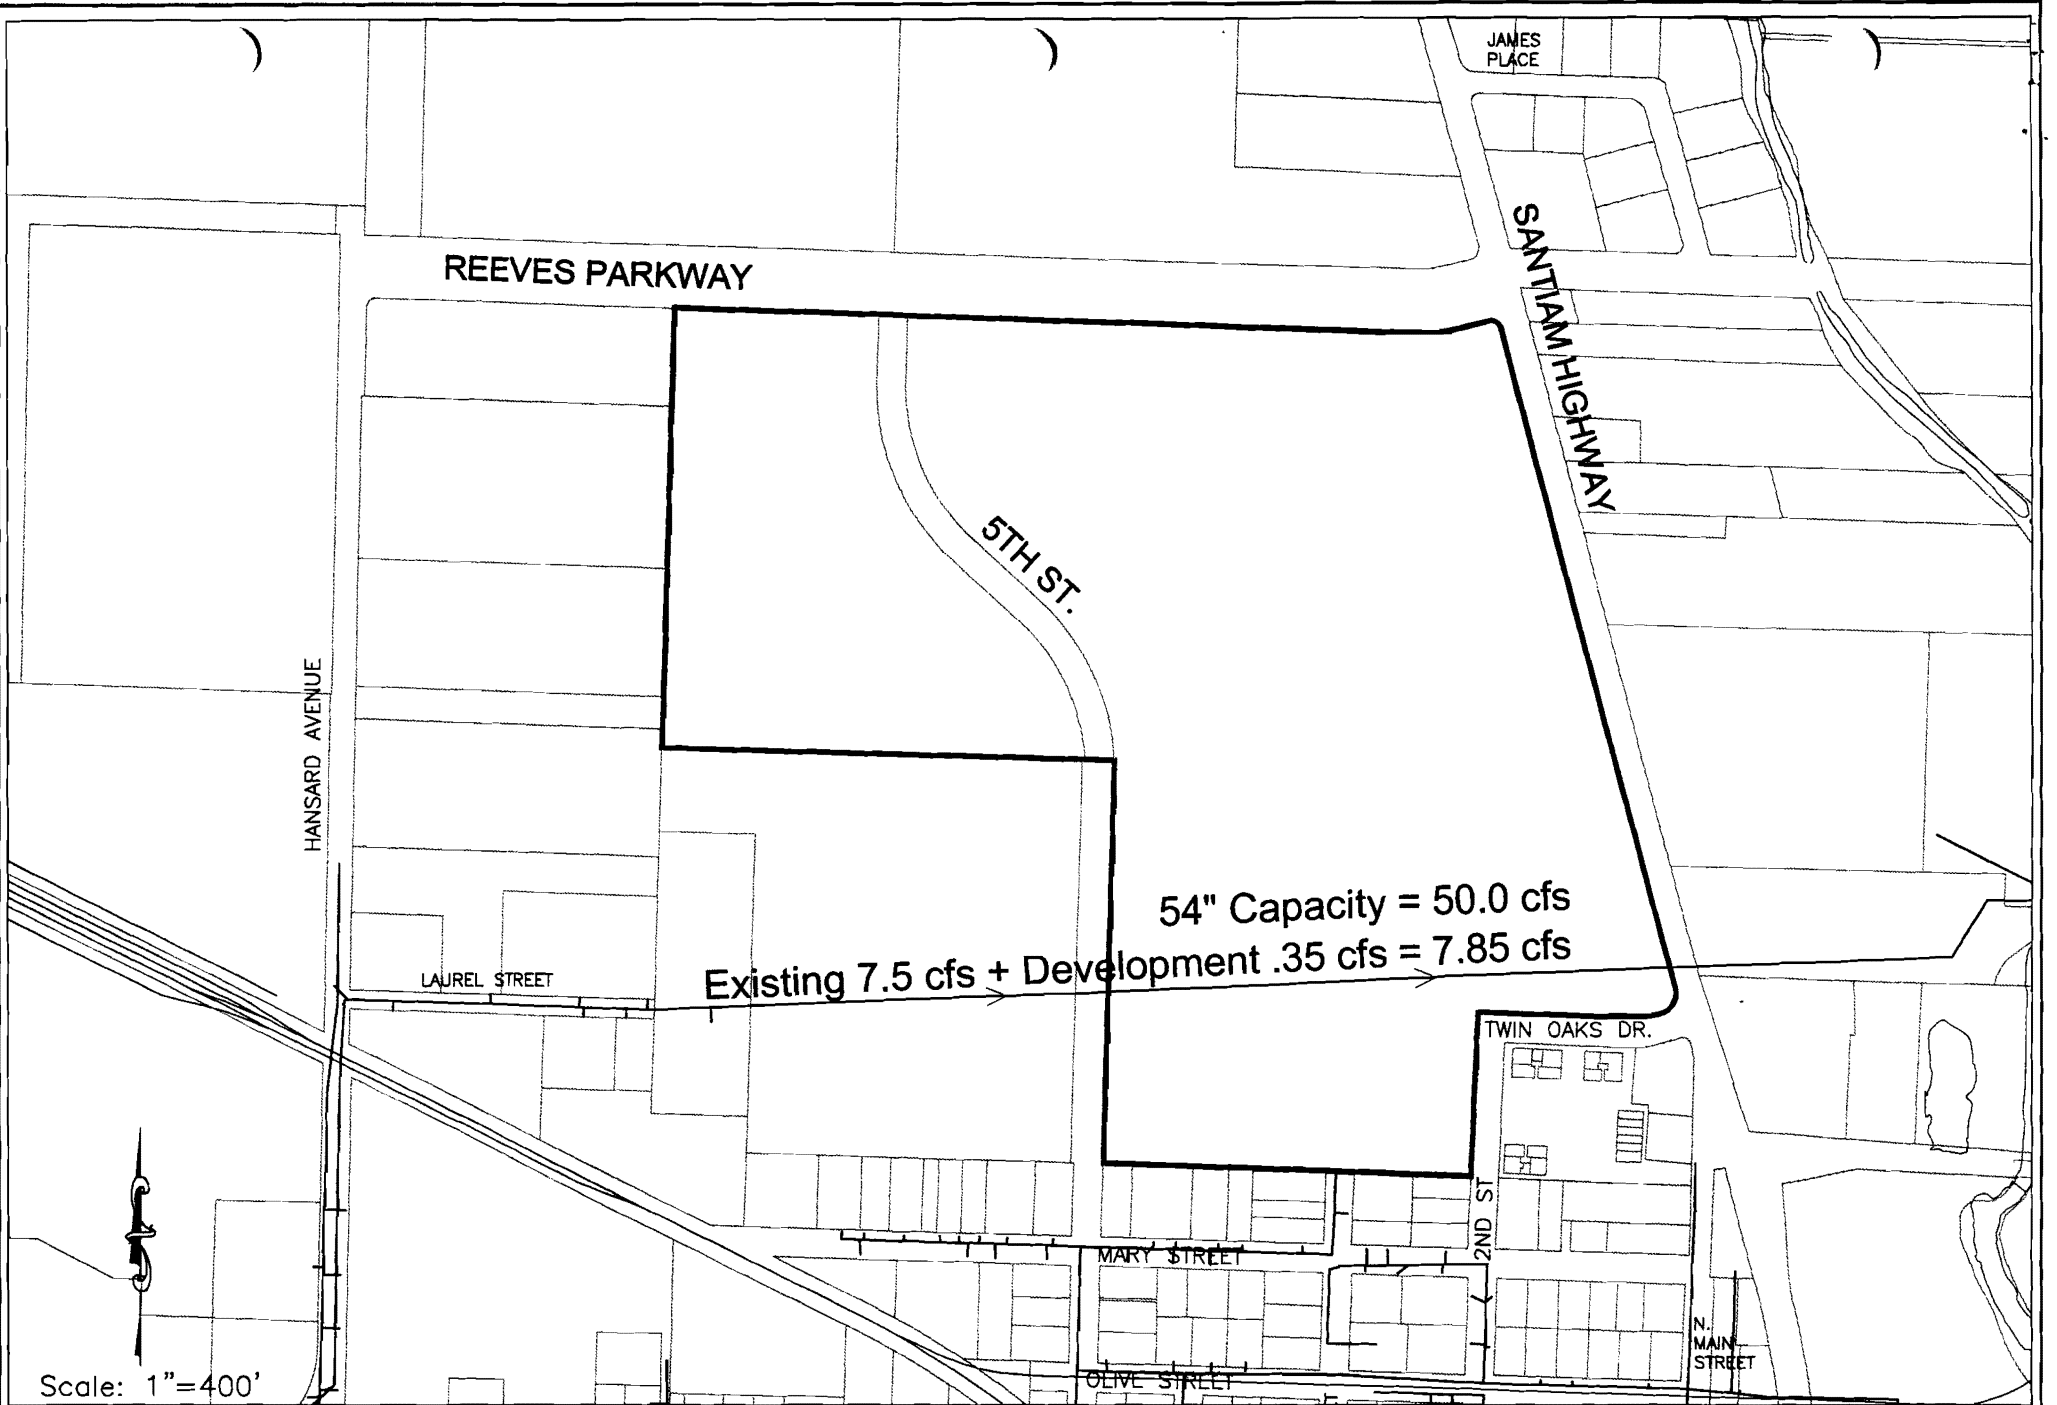 JAMES
PLACE
REEVES PARKWAY
SANTIAM HIGHWAY
5TH ST.
HANSARD AVENUE
54" Capacity = 50.0 cfs
Existing 7.5 cfs + Development .35 cfs = 7.85 cfs
LAUREL STREET
TWIN OAKS DR.
2ND ST
MARY STREET
N.
MAIN
STREET
OLIVE STREET
Scale: 1"=400'